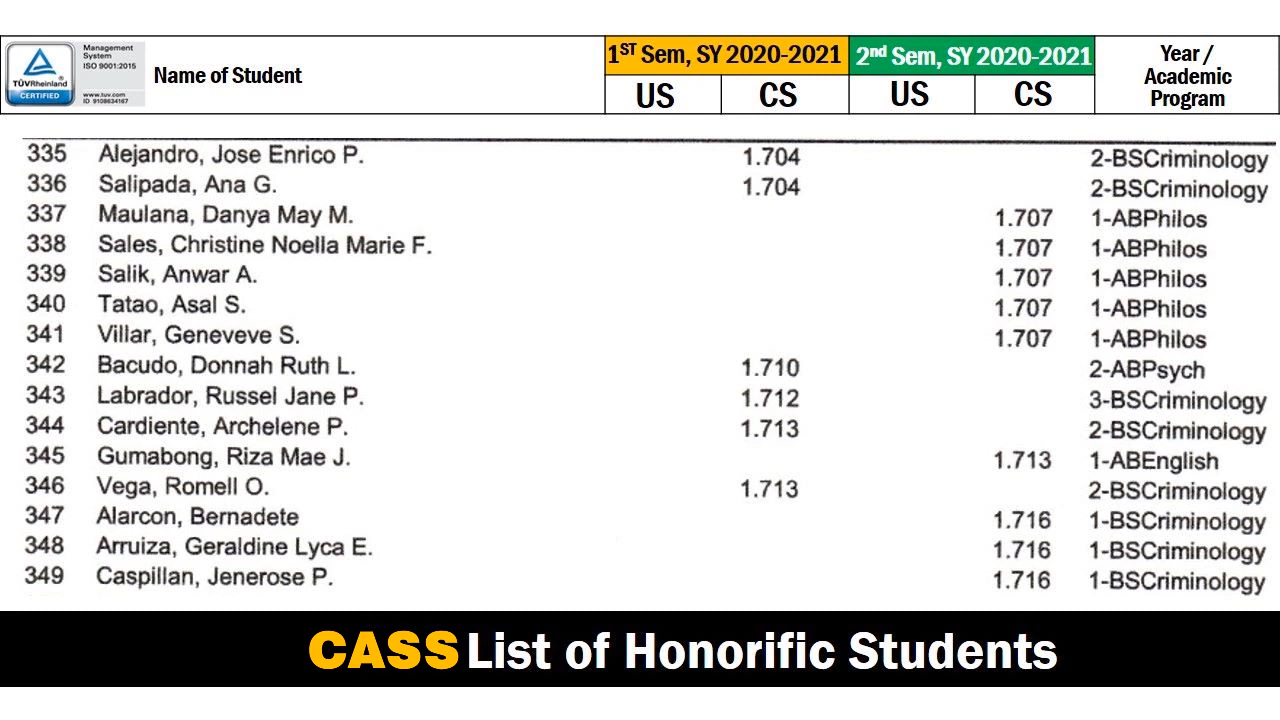 Management
System
ISO 9001:2015
TÜVRheinland®
CERTIFIED
www.tuv.com
ID 9108634167
Name of Student
1ST Sem, SY 2020-2021 2nd Sem, SY 2020-2021
US CS US CS
Year /
Academic
Program
335 Alejandro, Jose Enrico P. 1.704 2-BSCriminology
336 Salipada, Ana G. 1.704 2-BSCriminology
337 Maulana, Danya May M. 1.707 1-ABPhilos
338 Sales, Christine Noella Marie F. 1.707 1-ABPhilos
339 Salik, Anwar A. 1.707 1-ABPhilos
340 Tatao, Asal S. 1.707 1-ABPhilos
341 Villar, Geneveve S. 1.707 1-ABPhilos
342 Bacudo, Donnah Ruth L. 1.710 2-ABPsych
343 Labrador, Russel Jane P. 1.712 3-BSCriminology
344 Cardiente, Archelene P. 1.713 2-BSCriminology
345 Gumabong, Riza Mae J. 1.713 1-ABEnglish
346 Vega, Romell O. 1.713 2-BSCriminology
347 Alarcon, Bernadete 1.716 1-BSCriminology
348 Arruiza, Geraldine Lyca E. 1.716 1-BSCriminology
349 Caspillan, Jenerose P. 1.716 1-BSCriminology
CASS List of Honorific Students